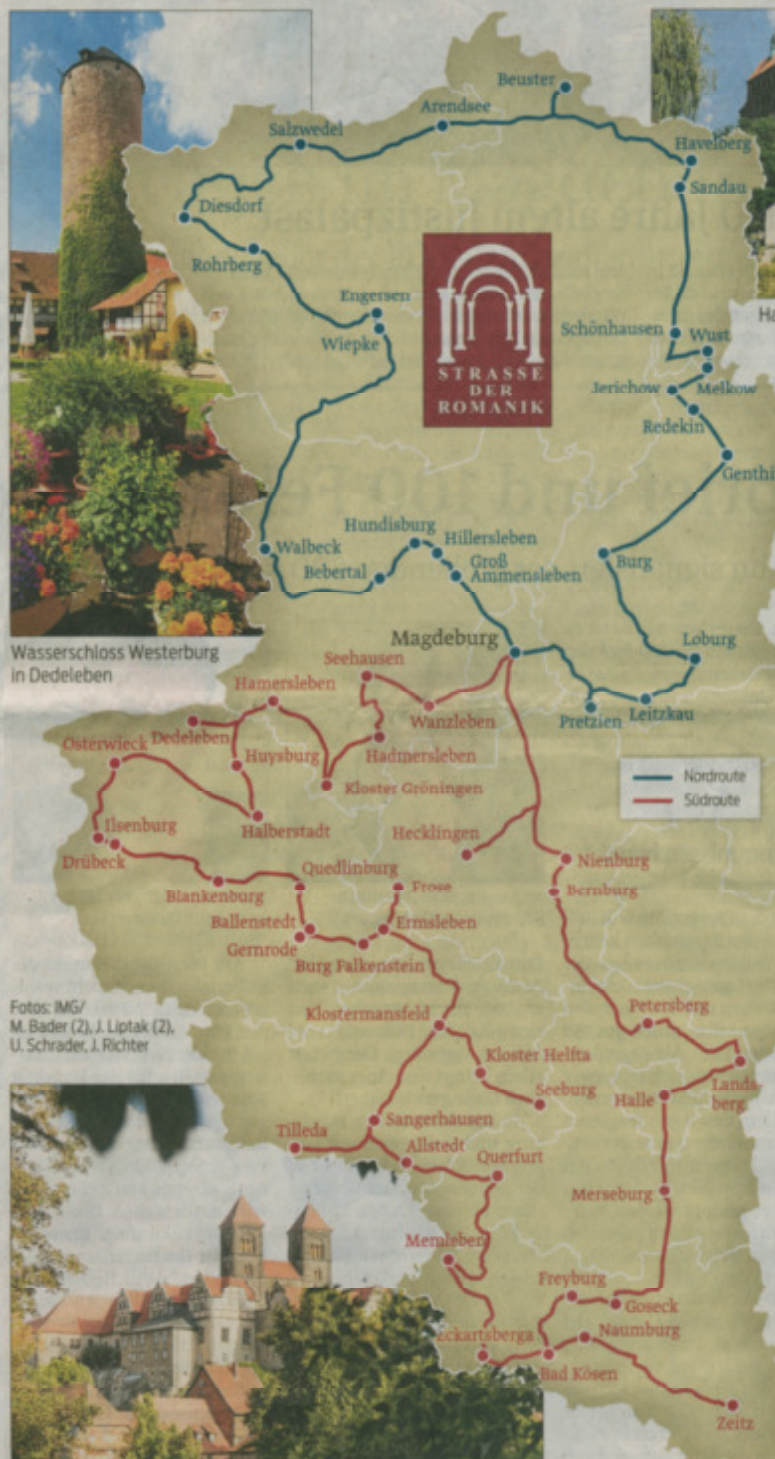 Beuster
Arendsee
Salzwedel
Havelberg
Sandau
Diesdorf
Rohrberg
Engersen
Wiepke
STRASSE
DER
ROMANIK
Ha
Schönhausen
Wust
Jerichow
Melkow
Redekin
Genthi
Hundisburg
Hillersleben
Walbeck
Bebertal
Groß
Ammensleben
Burg
Wasserschloss Westerburg
in Dedeleben
Magdeburg
Loburg
Seehausen
Hamersleben
Wanzleben
Pretzien
Leitzkau
Dedeleben
Osterwieck
Huysburg
Hadmersleben
Kloster Gröningen
Nordroute
Südroute
Halberstadt
Ilsenburg
Drübeck
Hecklingen
Nienburg
Quedlinburg
Blankenburg
Frose
Bernburg
Ballenstedt
Ermsleben
Gernrode
Burg Falkenstein
Fotos: IMG/
M. Bader (2), J. Liptak (2),
U. Schrader, J. Richter
Klostermansfeld
Petersberg
Kloster Helfta
Seeburg
Halle
Lands-
berg
Sangerhausen
Tilleda
Allstedt
Querfurt
Merseburg
Memleben
Freyburg
Goseck
Eckartsberga
Naumburg
Bad Kösen
Zeitz